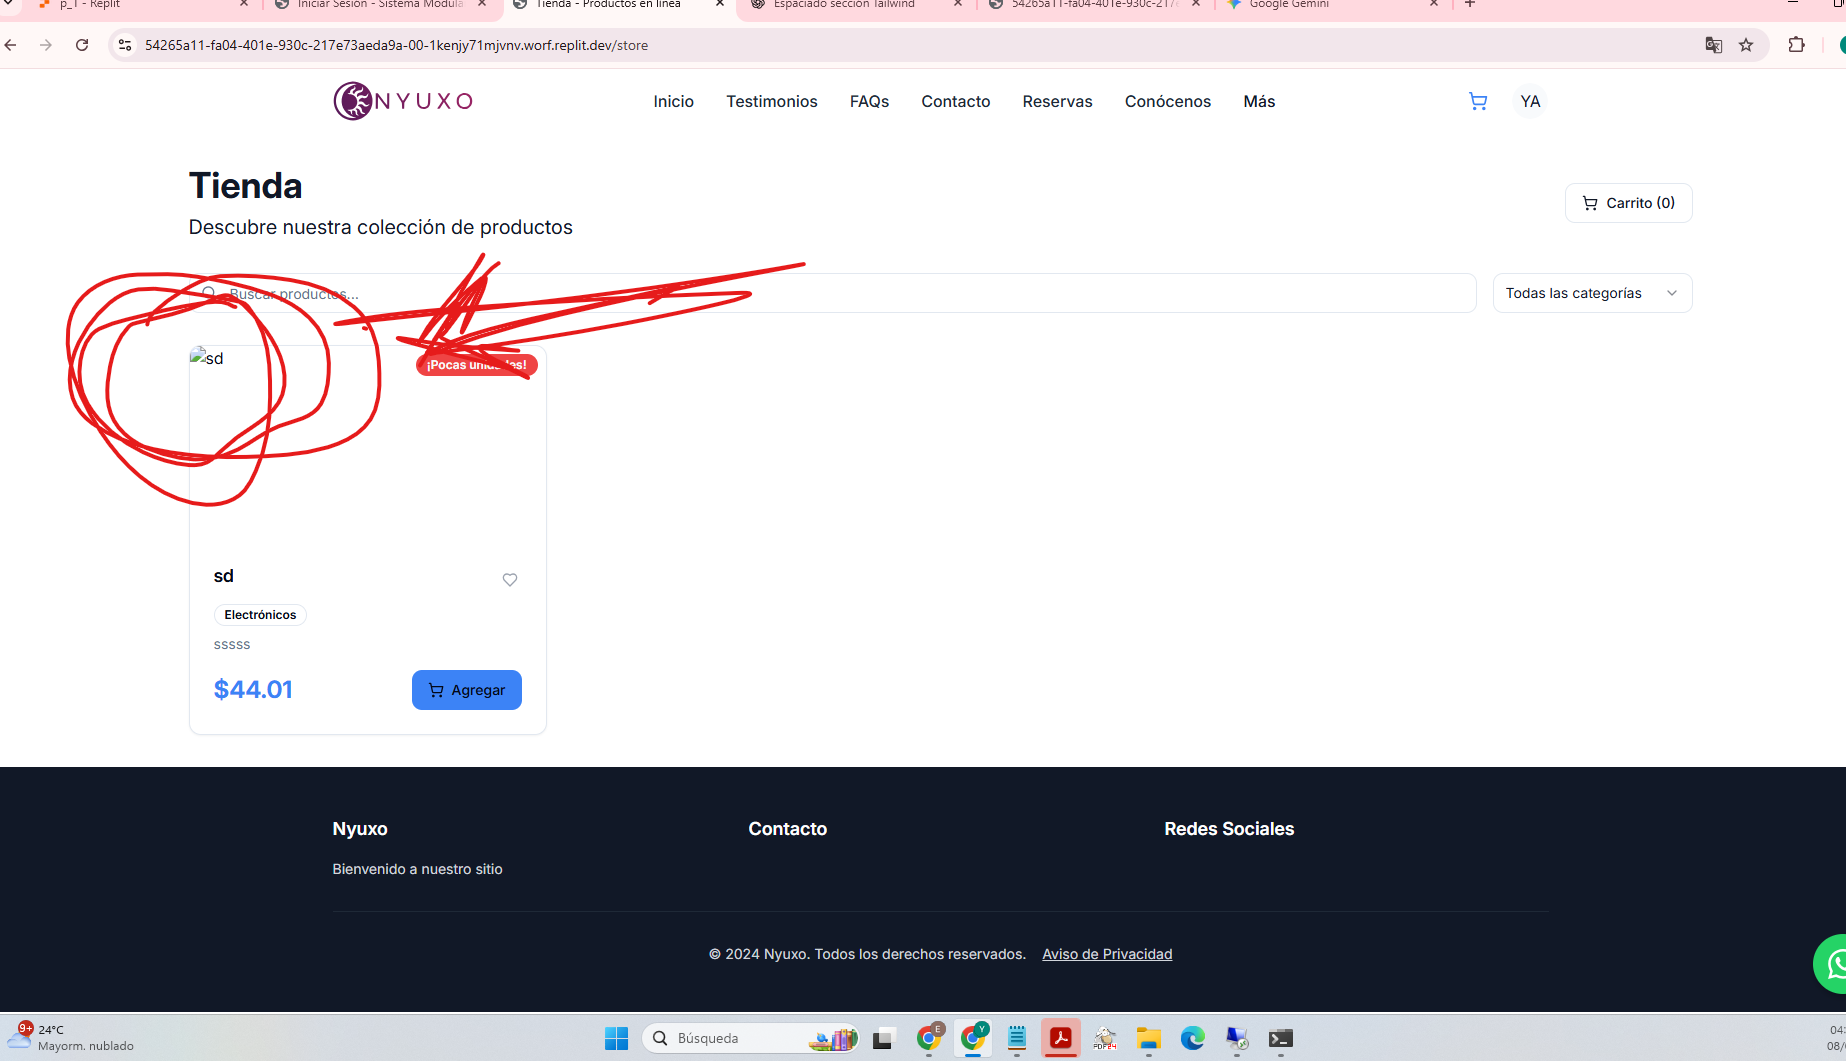 p_1 - Replit
Iniciar Sesión - Sistema Modula
Tienda - Productos en línea
Espaciado sección Tailwind
54265a11-fa04-401e-930c-217
Google Gemini
54265a11-fa04-401e-930c-217e73aeda9a-00-1kenjy71mjvnv.worf.replit.dev/store
NYUXO
Inicio
Testimonios
FAQs
Contacto
Reservas
Conócenos
Más
YA
Tienda
Descubre nuestra colección de productos
Carrito (0)
Buscar productos...
Todas las categorías
sd
¡Pocas unidades!
sd
Electrónicos
sssss
$44.01
Agregar
Nyuxo
Contacto
Redes Sociales
Bienvenido a nuestro sitio
© 2024 Nyuxo. Todos los derechos reservados.
Aviso de Privacidad
9+
24°C
Mayorm. nublado
Búsqueda
E
Y
PDF24
04:
08/